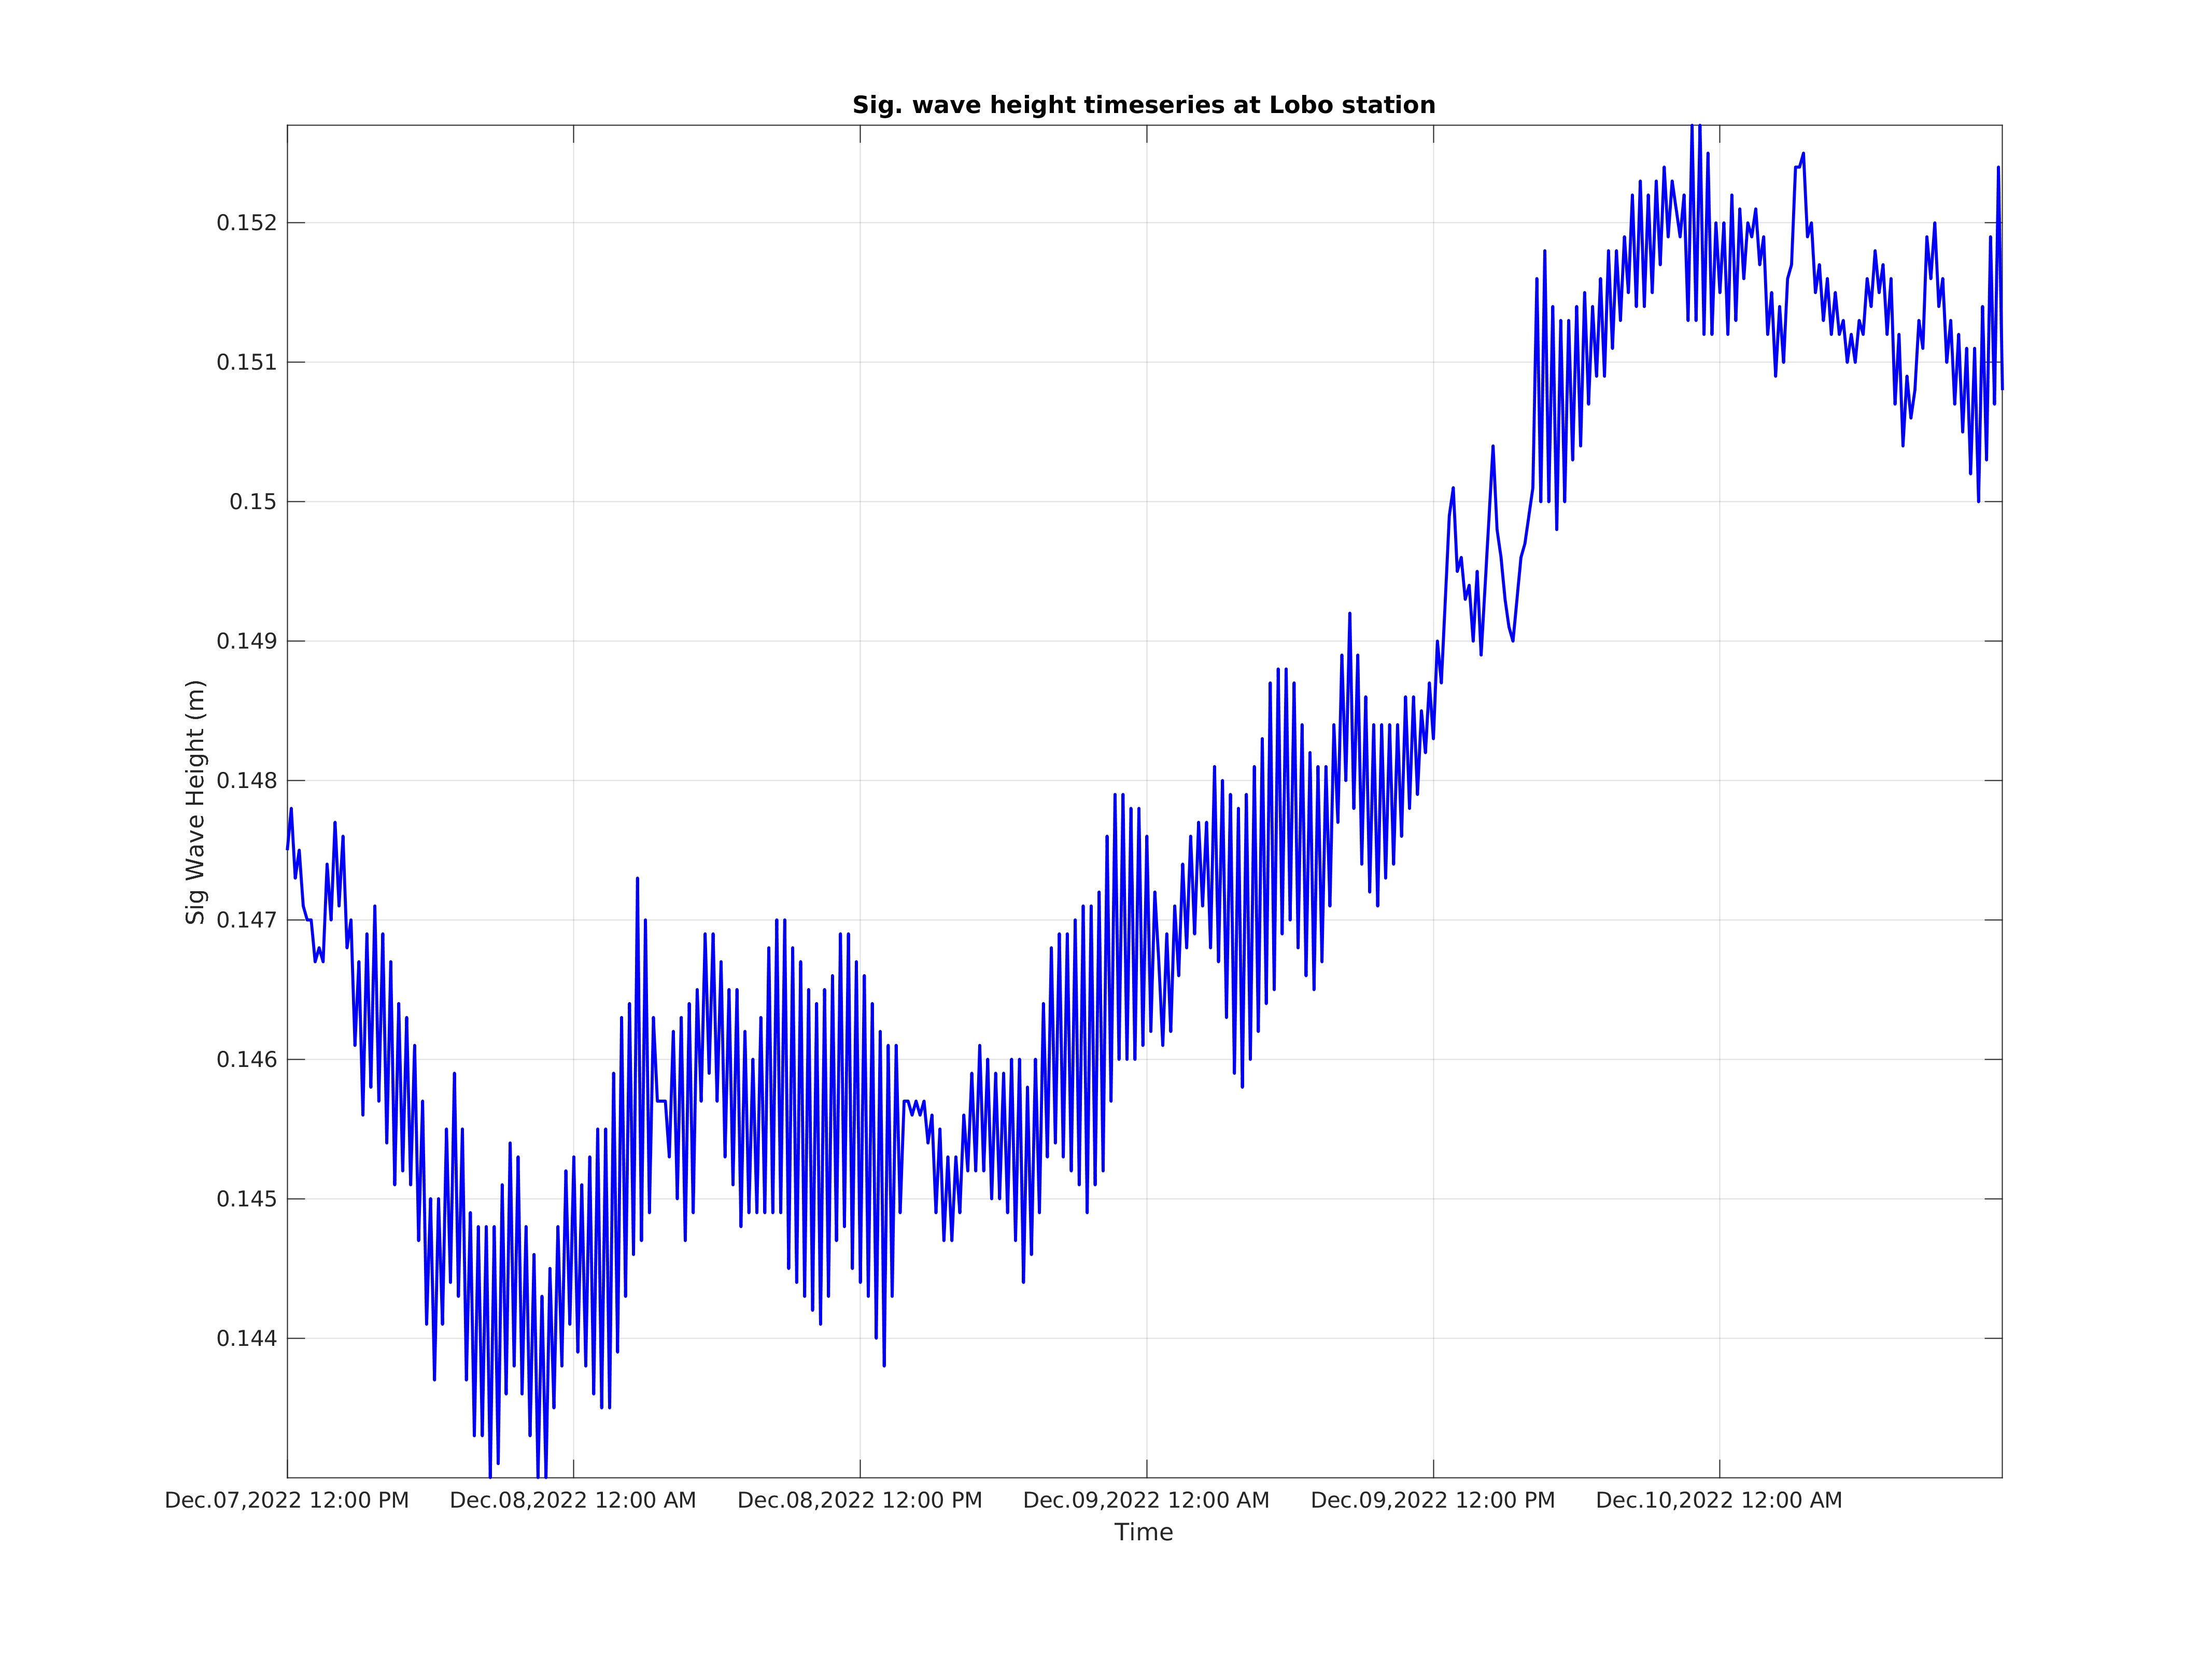 Sig. wave height timeseries at Lobo station
0.152
0.151
0.15
0.149
0.148
0.147
0.146
0.145
0.144
Sig Wave Height (m)
Dec.07,2022 12:00 PM Dec.08,2022 12:00 AM Dec.08,2022 12:00 PM Dec.09,2022 12:00 AM Dec.09,2022 12:00 PM Dec.10,2022 12:00 AM
Time